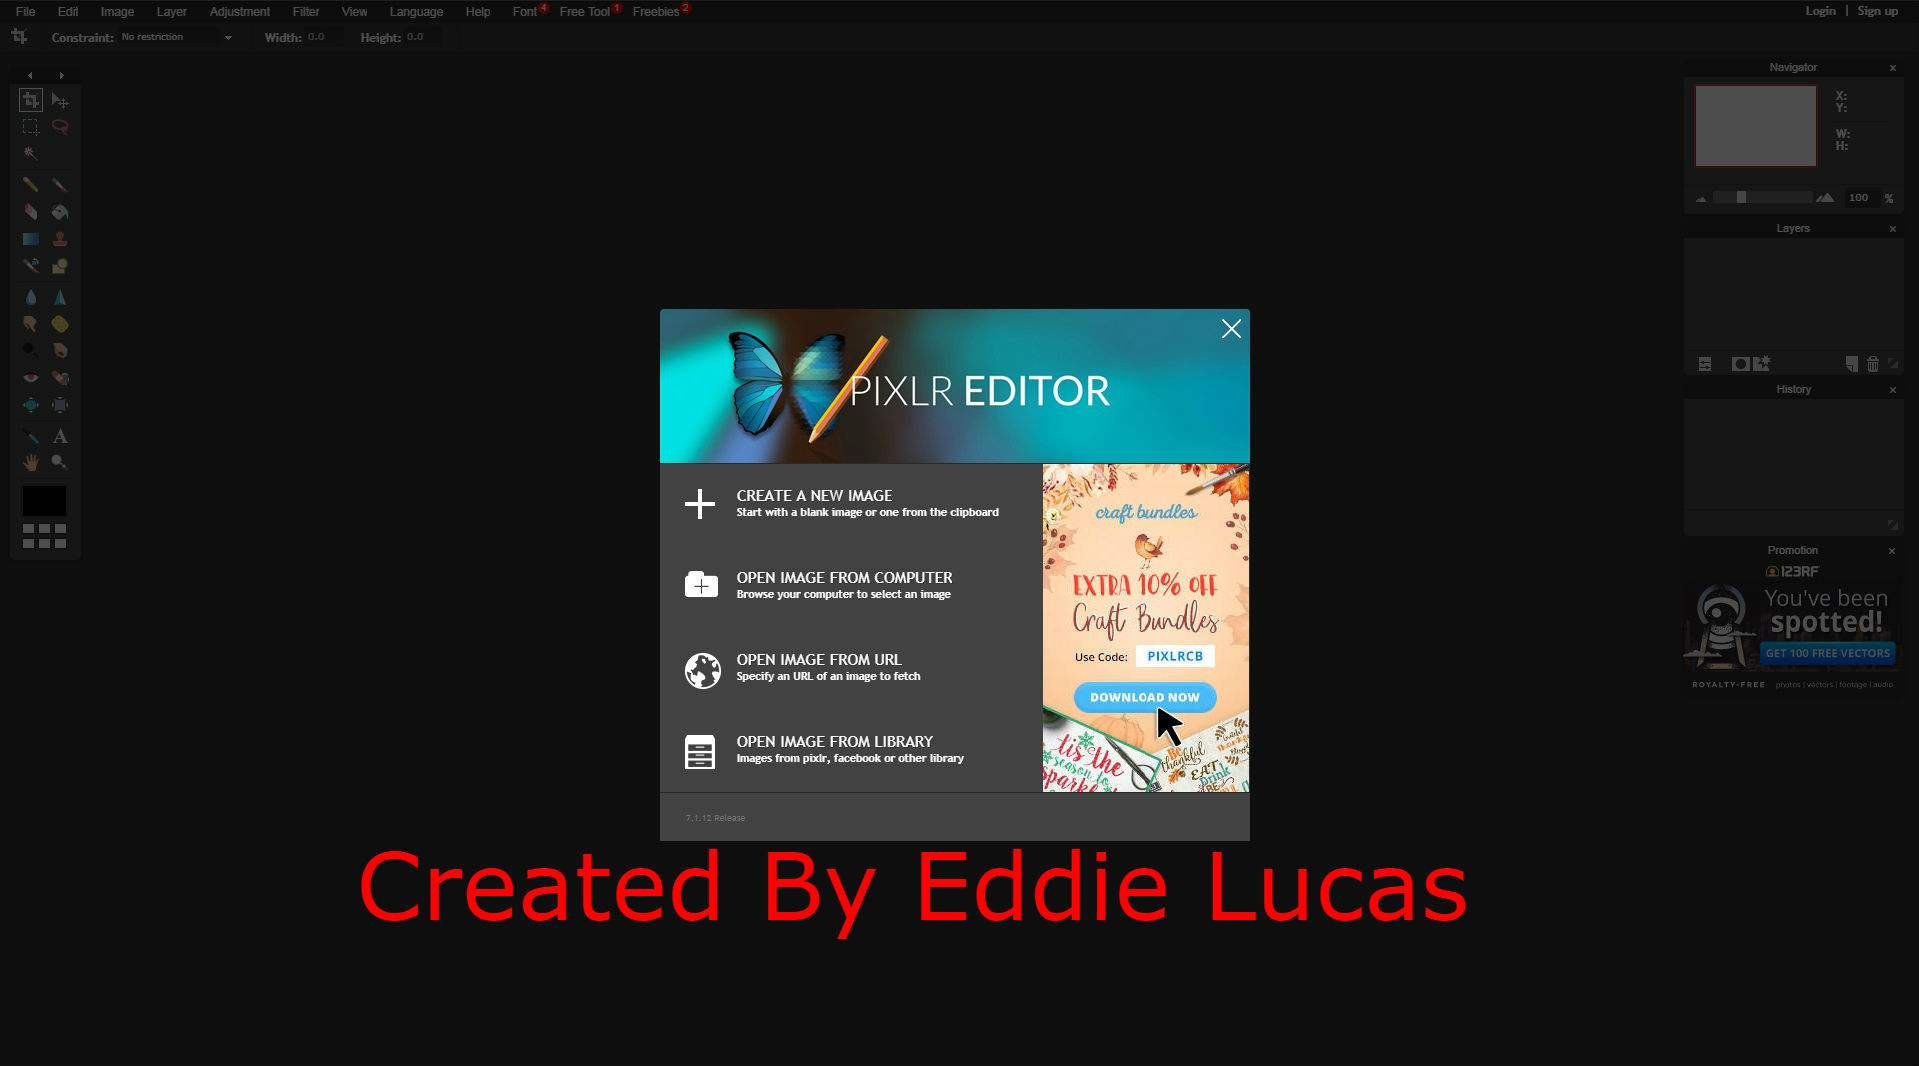 File Edit Image Layer Adjustment Filter View Language Help Font 4 Free Tool 1 Freebies 2 Login | Sign up
Constraint: No restriction Width: 0.0 Height: 0.0
Navigator
X:
Y:
W:
H:
100 %
Layers
History
Promotion
123RF
You've been
spotted!
GET 100 FREE VECTORS
ROYALTY-FREE photos | vectors | footage | audio
A
PIXLR EDITOR
CREATE A NEW IMAGE
Start with a blank image or one from the clipboard
OPEN IMAGE FROM COMPUTER
Browse your computer to select an image
OPEN IMAGE FROM URL
Specify an URL of an image to fetch
OPEN IMAGE FROM LIBRARY
Images from pixlr, facebook or other library
craft bundles
EXTRA 10% OFF
Craft Bundles
Use Code: PIXLRCB
DOWNLOAD NOW
'tis the
season to
sparkl
Be
thankful
EAT
Drink
BE
7.1.12 Release
Created By Eddie Lucas